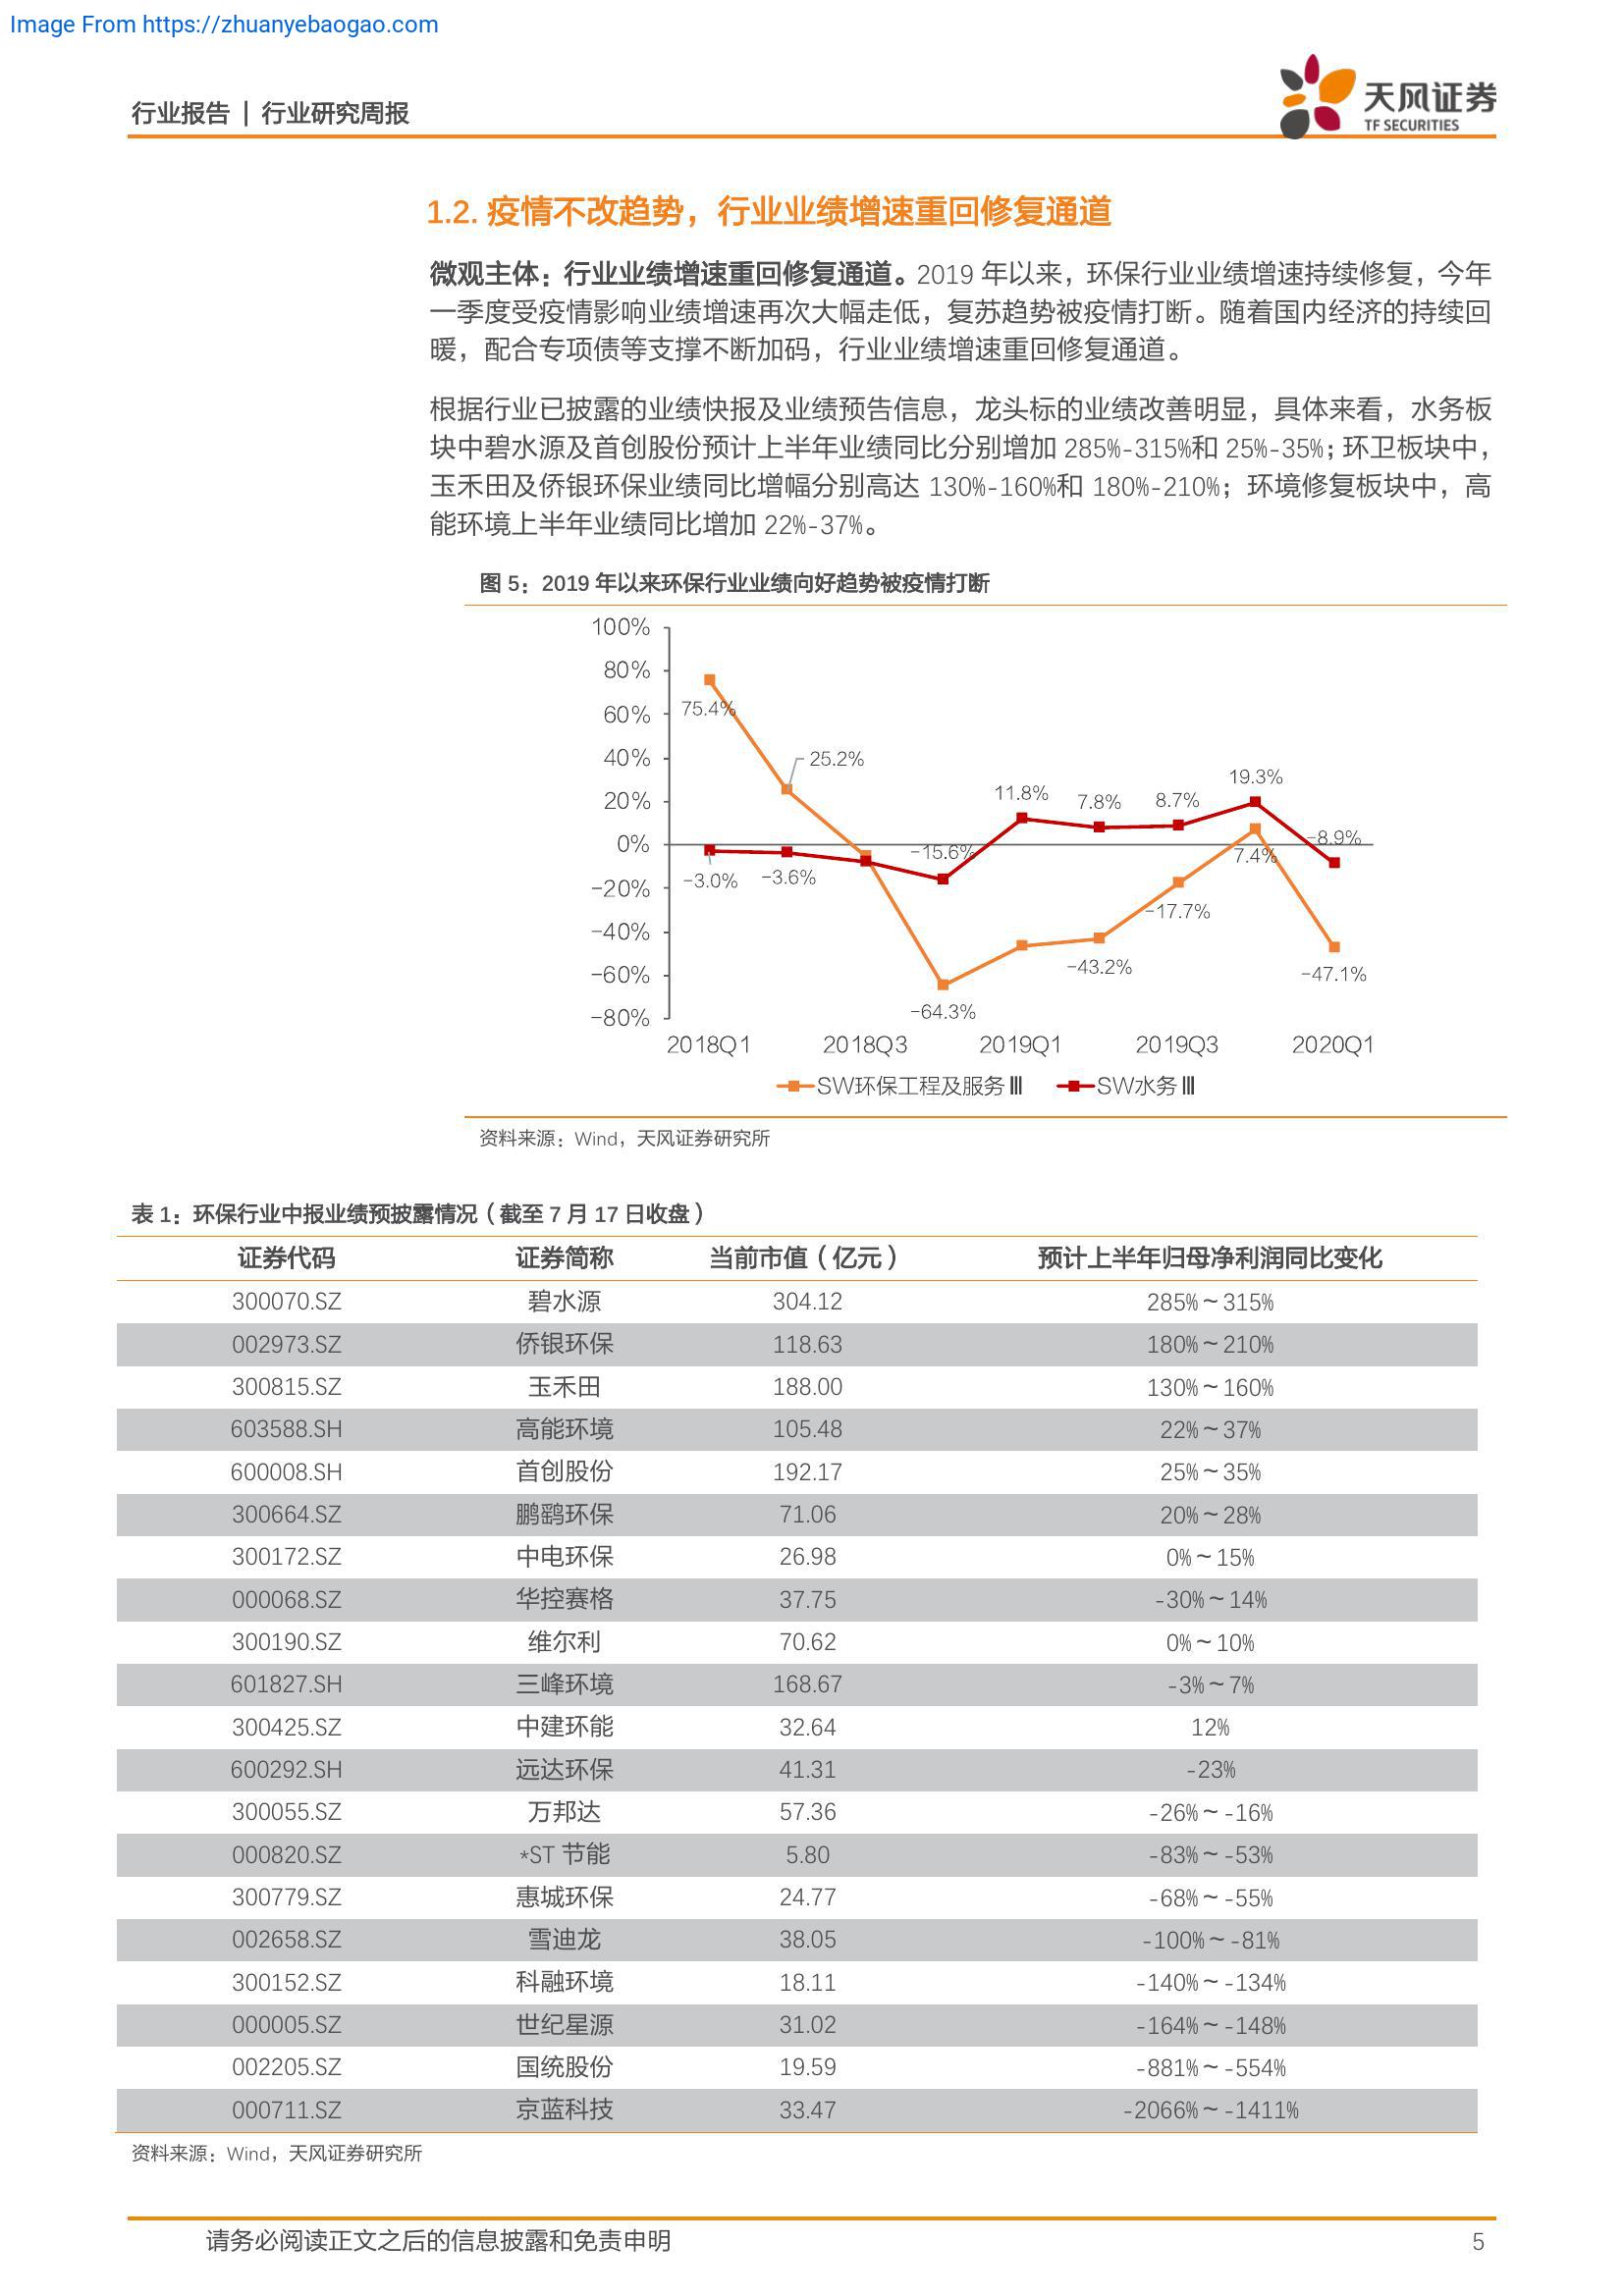 Image From https://zhuanyebaogao.com
行业报告 | 行业研究周报
天风证券
TF SECURITIES
1.2. 疫情不改趋势，行业业绩增速重回修复通道
微观主体：行业业绩增速重回修复通道。2019 年以来，环保行业业绩增速持续修复，今年
一季度受疫情影响业绩增速再次大幅走低，复苏趋势被疫情打断。随着国内经济的持续回
暖，配合专项债等支撑不断加码，行业业绩增速重回修复通道。
根据行业已披露的业绩快报及业绩预告信息，龙头标的业绩改善明显，具体来看，水务板
块中碧水源及首创股份预计上半年业绩同比分别增加 285%-315%和 25%-35%；环卫板块中，
玉禾田及侨银环保业绩同比增幅分别高达 130%-160%和 180%-210%；环境修复板块中，高
能环境上半年业绩同比增加 22%-37%。
图 5：2019 年以来环保行业业绩向好趋势被疫情打断
100%
80%
60%
40%
20%
0%
-20%
-40%
-60%
-80%
75.4%
25.2%
-64.3%
-43.2%
-17.7%
7.4%
-47.1%
-3.0%
-3.6%
-15.6%
11.8%
7.8%
8.7%
19.3%
-8.9%
2018Q1 2018Q3 2019Q1 2019Q3 2020Q1
SW环保工程及服务Ⅲ SW水务Ⅲ
资料来源：Wind，天风证券研究所
表 1：环保行业中报业绩预披露情况（截至 7 月 17 日收盘）
证券代码 证券简称 当前市值（亿元） 预计上半年归母净利润同比变化
300070.SZ 碧水源 304.12 285%～315%
002973.SZ 侨银环保 118.63 180%～210%
300815.SZ 玉禾田 188.00 130%～160%
603588.SH 高能环境 105.48 22%～37%
600008.SH 首创股份 192.17 25%～35%
300664.SZ 鹏鹞环保 71.06 20%～28%
300172.SZ 中电环保 26.98 0%～15%
000068.SZ 华控赛格 37.75 -30%～14%
300190.SZ 维尔利 70.62 0%～10%
601827.SH 三峰环境 168.67 -3%～7%
300425.SZ 中建环能 32.64 12%
600292.SH 远达环保 41.31 -23%
300055.SZ 万邦达 57.36 -26%～-16%
000820.SZ *ST 节能 5.80 -83%～-53%
300779.SZ 惠城环保 24.77 -68%～-55%
002658.SZ 雪迪龙 38.05 -100%～-81%
300152.SZ 科融环境 18.11 -140%～-134%
000005.SZ 世纪星源 31.02 -164%～-148%
002205.SZ 国统股份 19.59 -881%～-554%
000711.SZ 京蓝科技 33.47 -2066%～-1411%
资料来源：Wind，天风证券研究所
请务必阅读正文之后的信息披露和免责申明 5